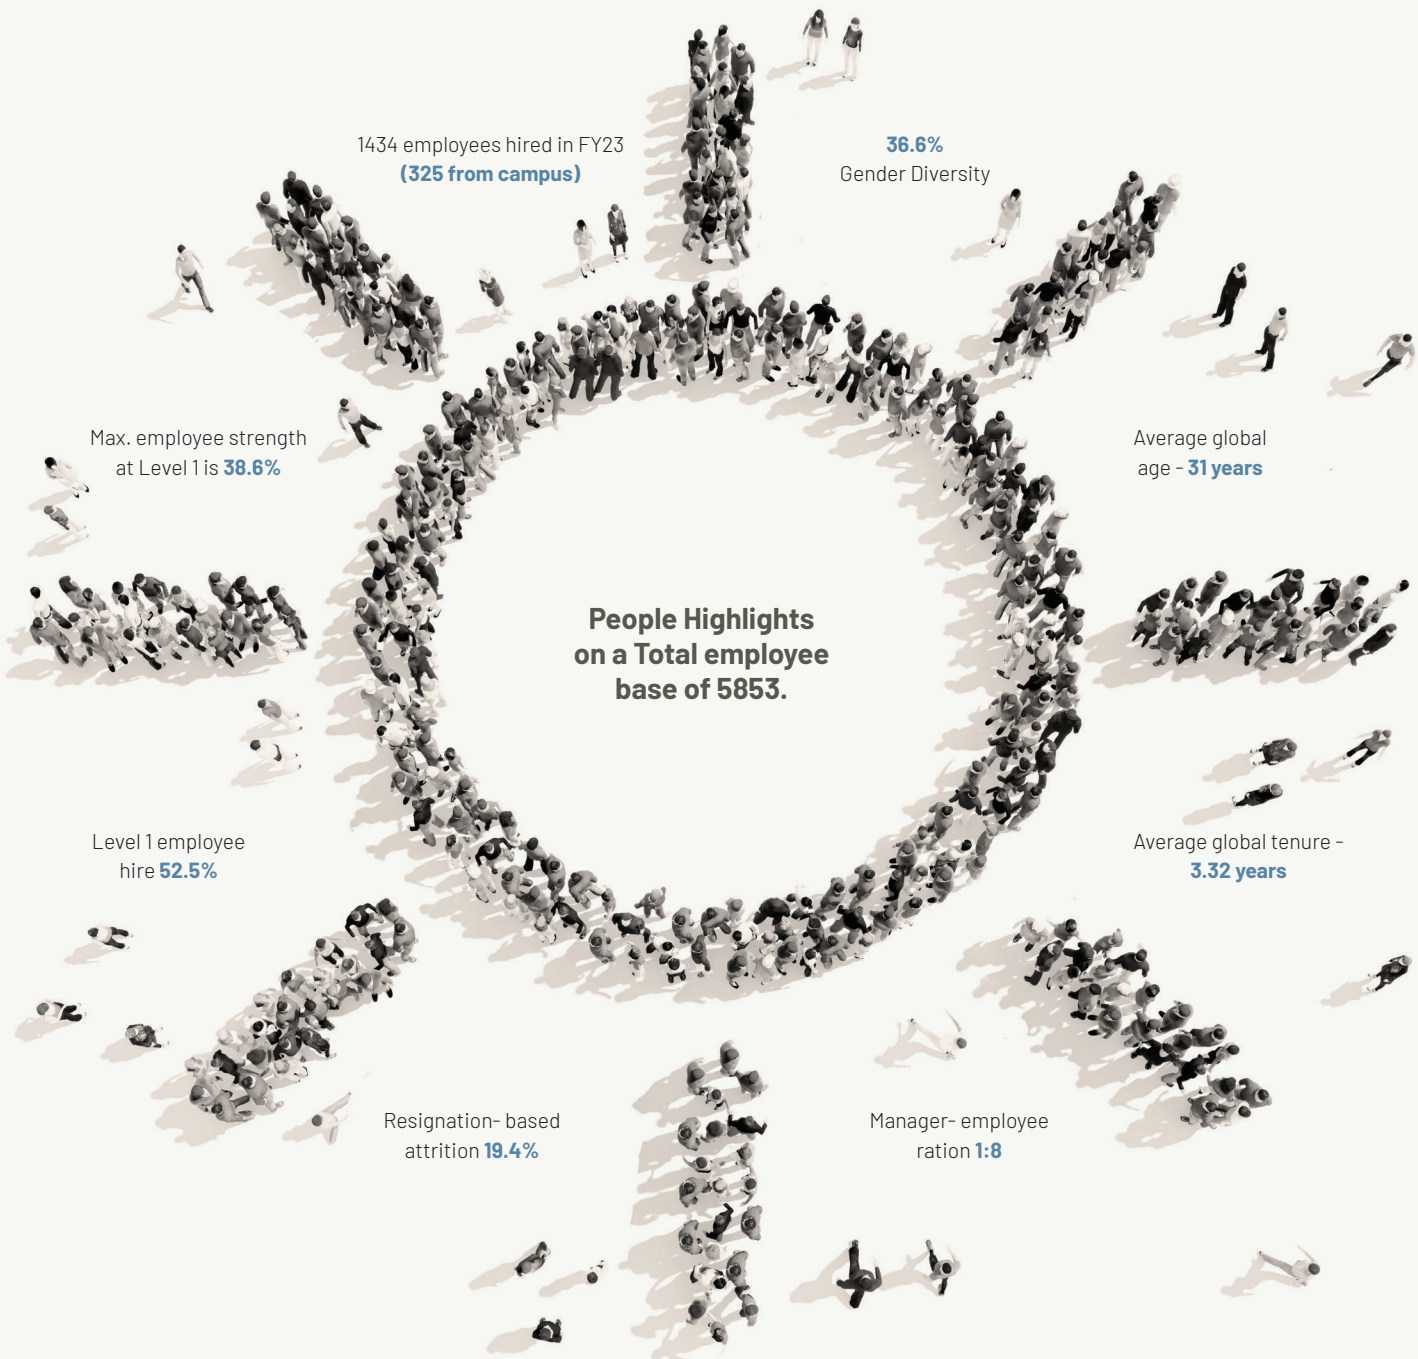 1434 employees hired in FY23
(325 from campus)
36.6%
Gender Diversity
Max. employee strength
at Level 1 is 38.6%
Average global
age - 31 years
People Highlights
on a Total employee
base of 5853.
Level 1 employee
hire 52.5%
Average global tenure -
3.32 years
Resignation- based
attrition 19.4%
Manager- employee
ration 1:8